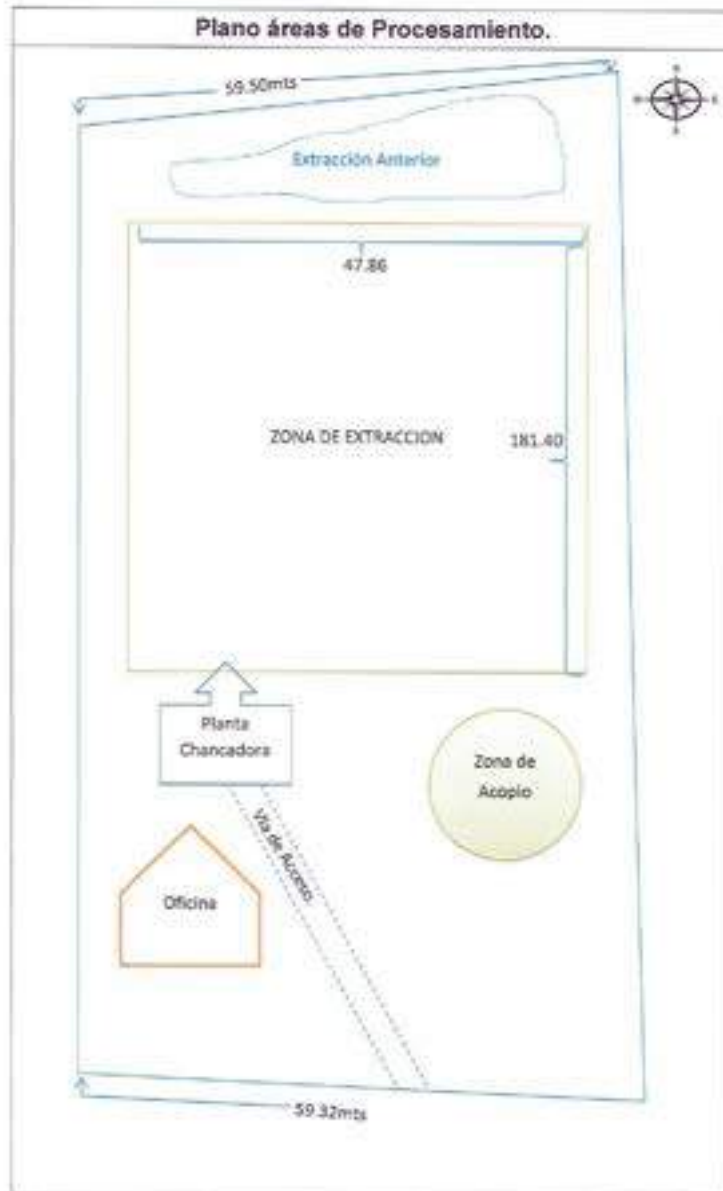 Plano áreas de Procesamiento.
59.50mts
Extracción Anterior
47.86
ZONA DE EXTRACCION
181.40
Planta
Chancadora
Zona de
Acopio
Vía de Acceso.
Oficina
59.32mts